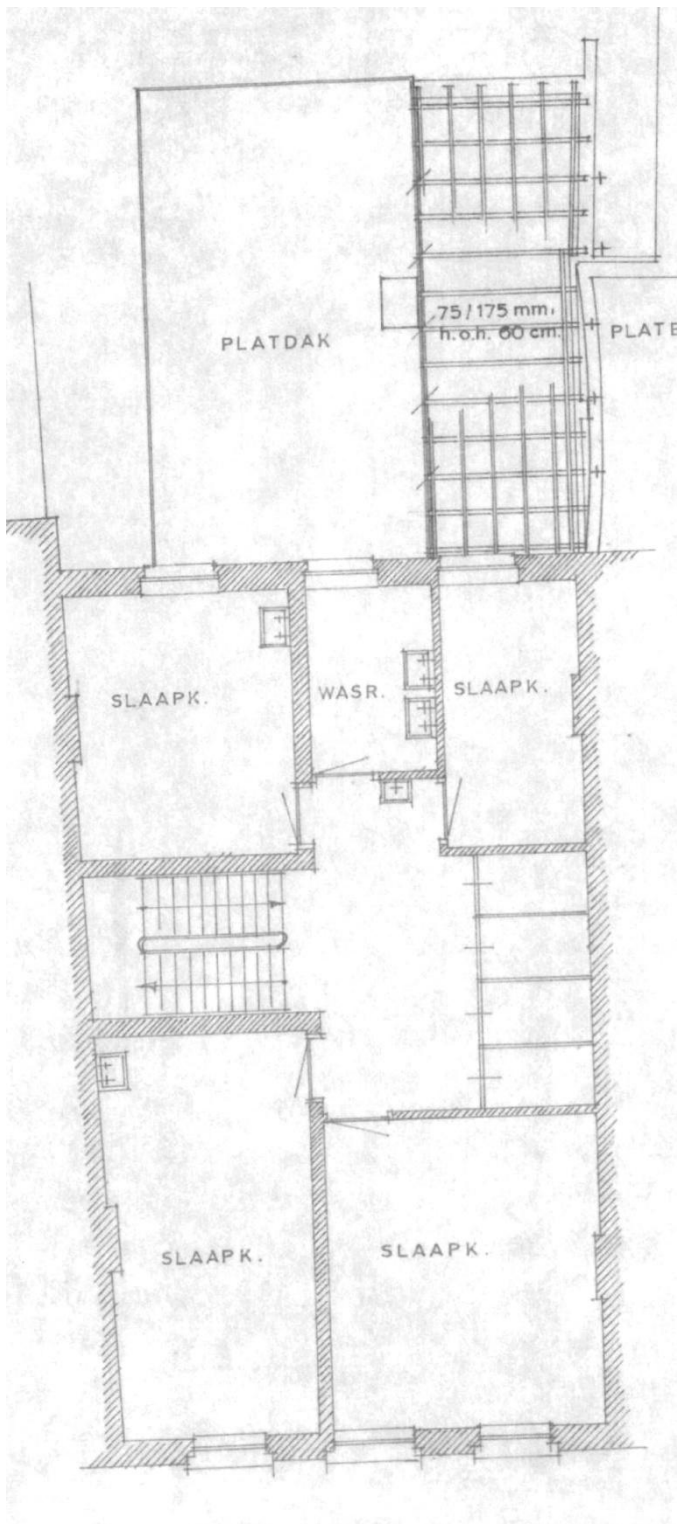 PLATDAK
75/175 mm.
h.o.h. 60 cm.
PLATE
SLAAPK.
WASR.
SLAAPK.
SLAAPK.
SLAAPK.